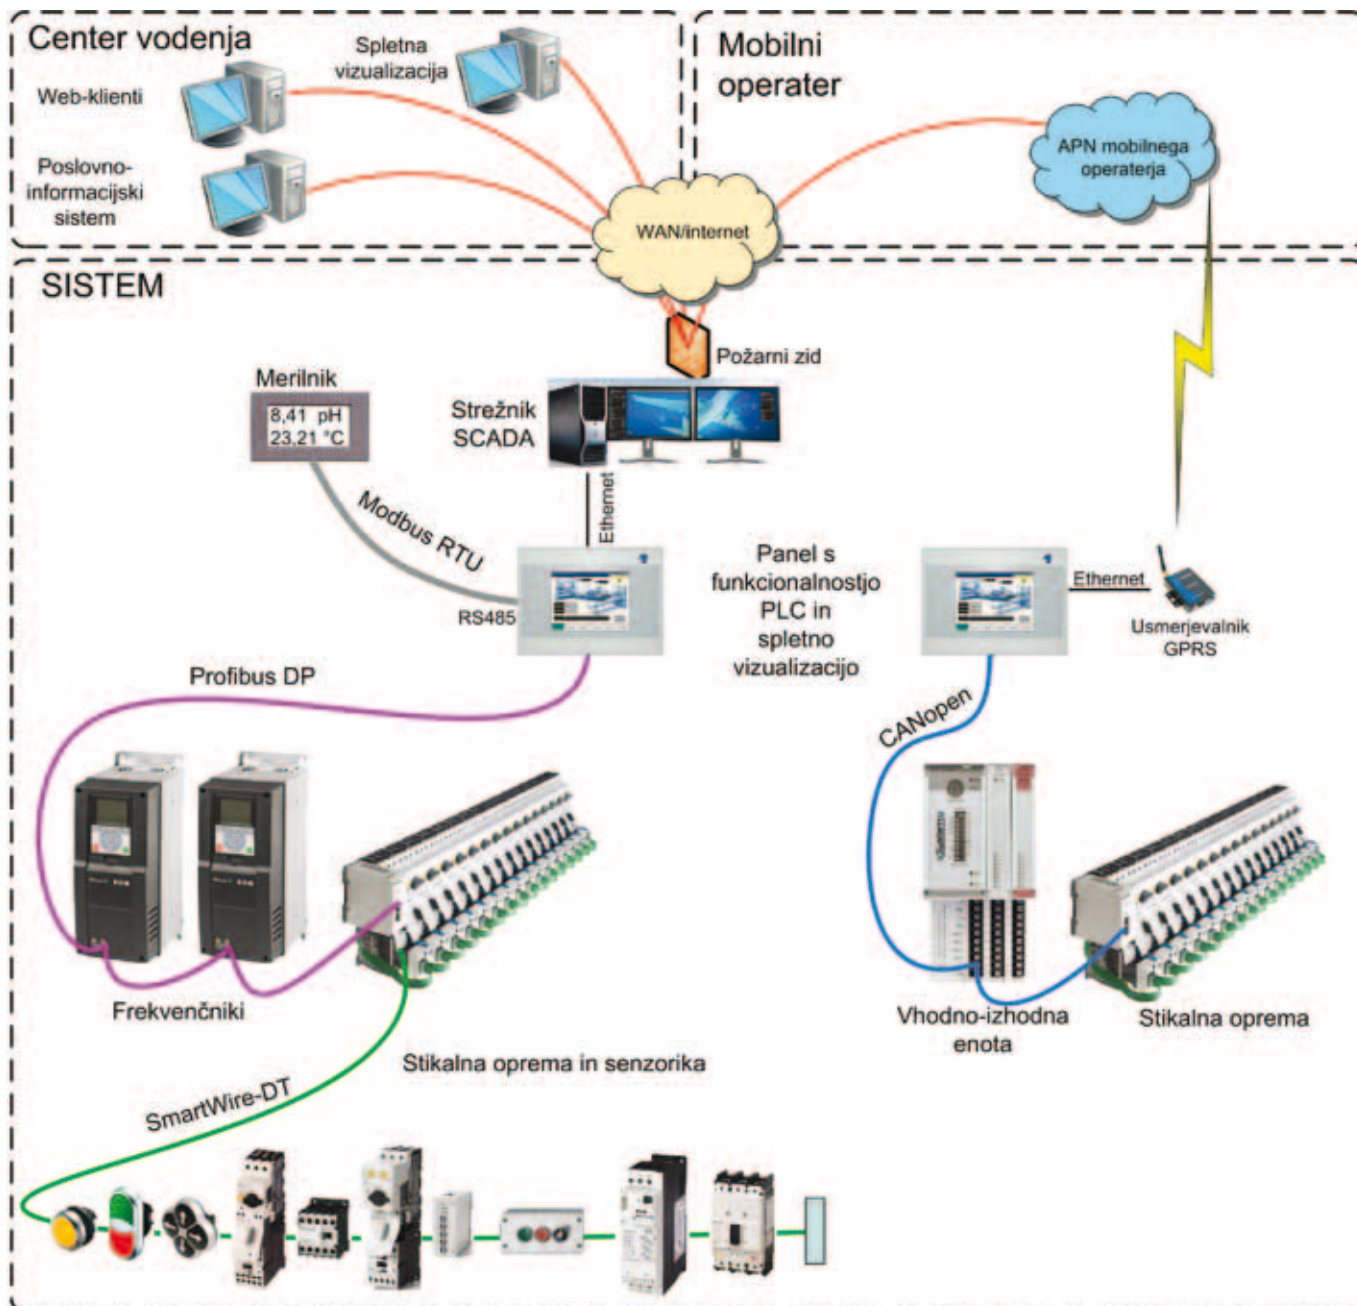 Center vodenja
Spletna
vizualizacija
Web-klienti
Poslovno-
informacijski
sistem
Mobilni
operater
APN mobilnega
operaterja
WAN/internet
SISTEM
Požarni zid
Merilnik
8,41 pH
23,21 °C
Strežnik
SCADA
Ethernet
Modbus RTU
RS485
Panel s
funkcionalnostjo
PLC in
spletno
vizualizacijo
Ethernet
Usmerjevalnik
GPRS
Profibus DP
CANopen
Frekvenčniki
Vhodno-izhodna
enota
Stikalna oprema
Stikalna oprema in senzorika
SmartWire-DT